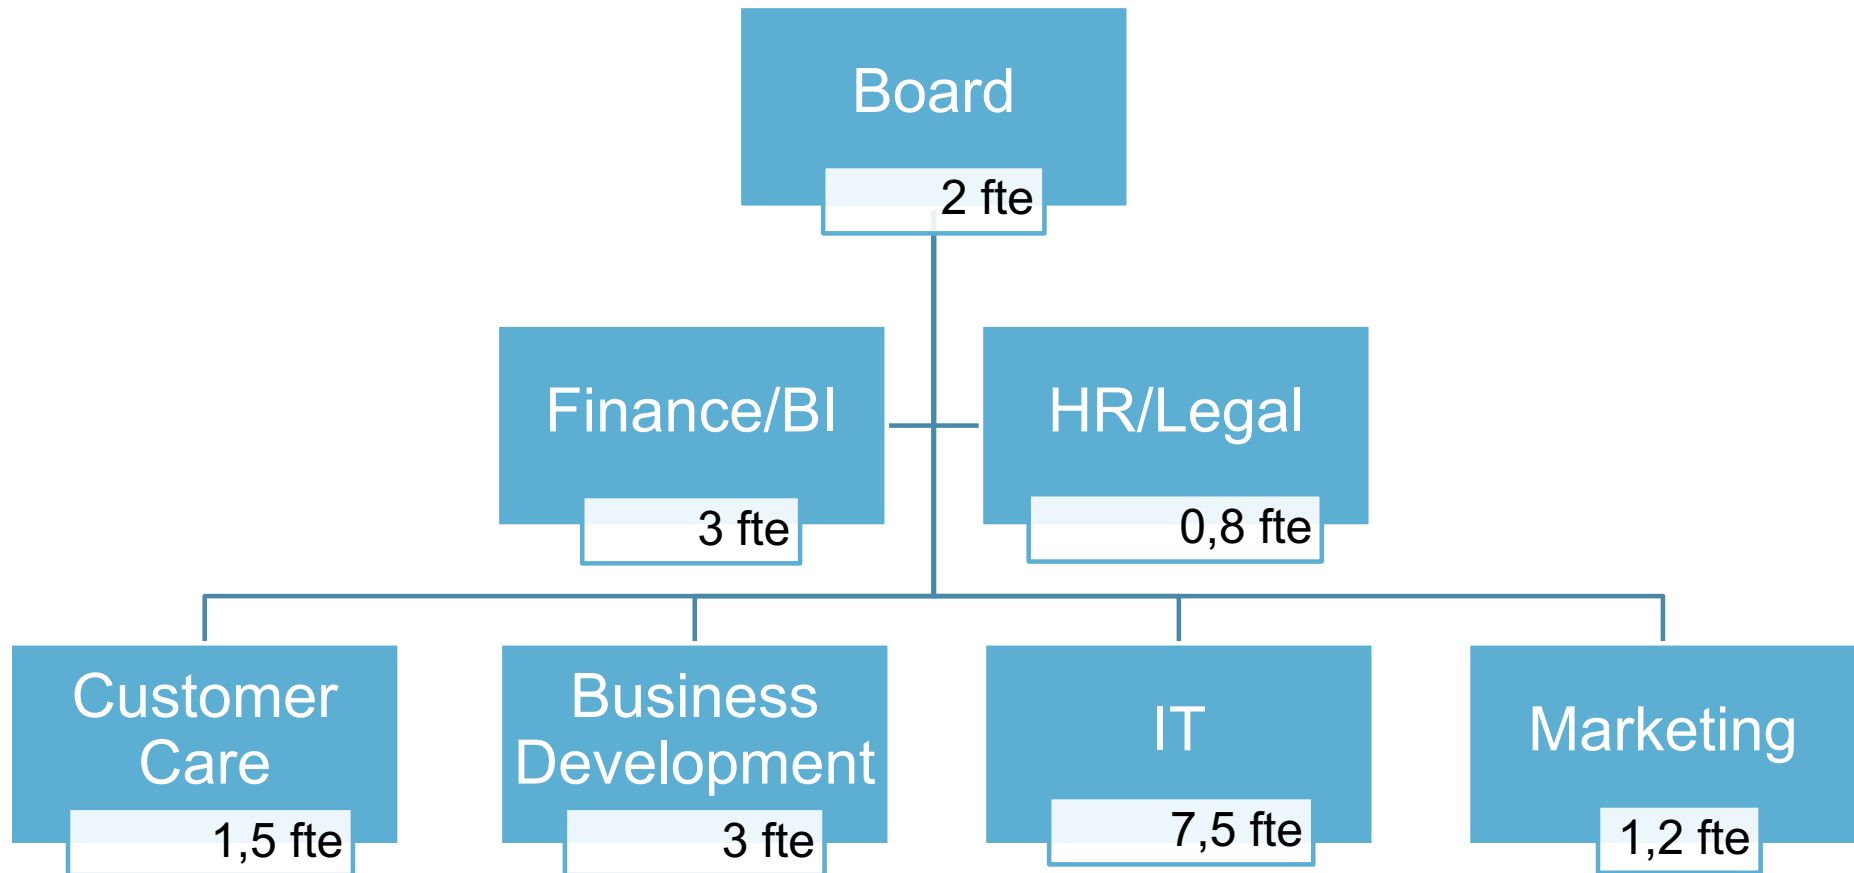 Board
2 fte
Finance/BI
3 fte
HR/Legal
0,8 fte
Customer
Care
1,5 fte
Business
Development
3 fte
IT
7,5 fte
Marketing
1,2 fte